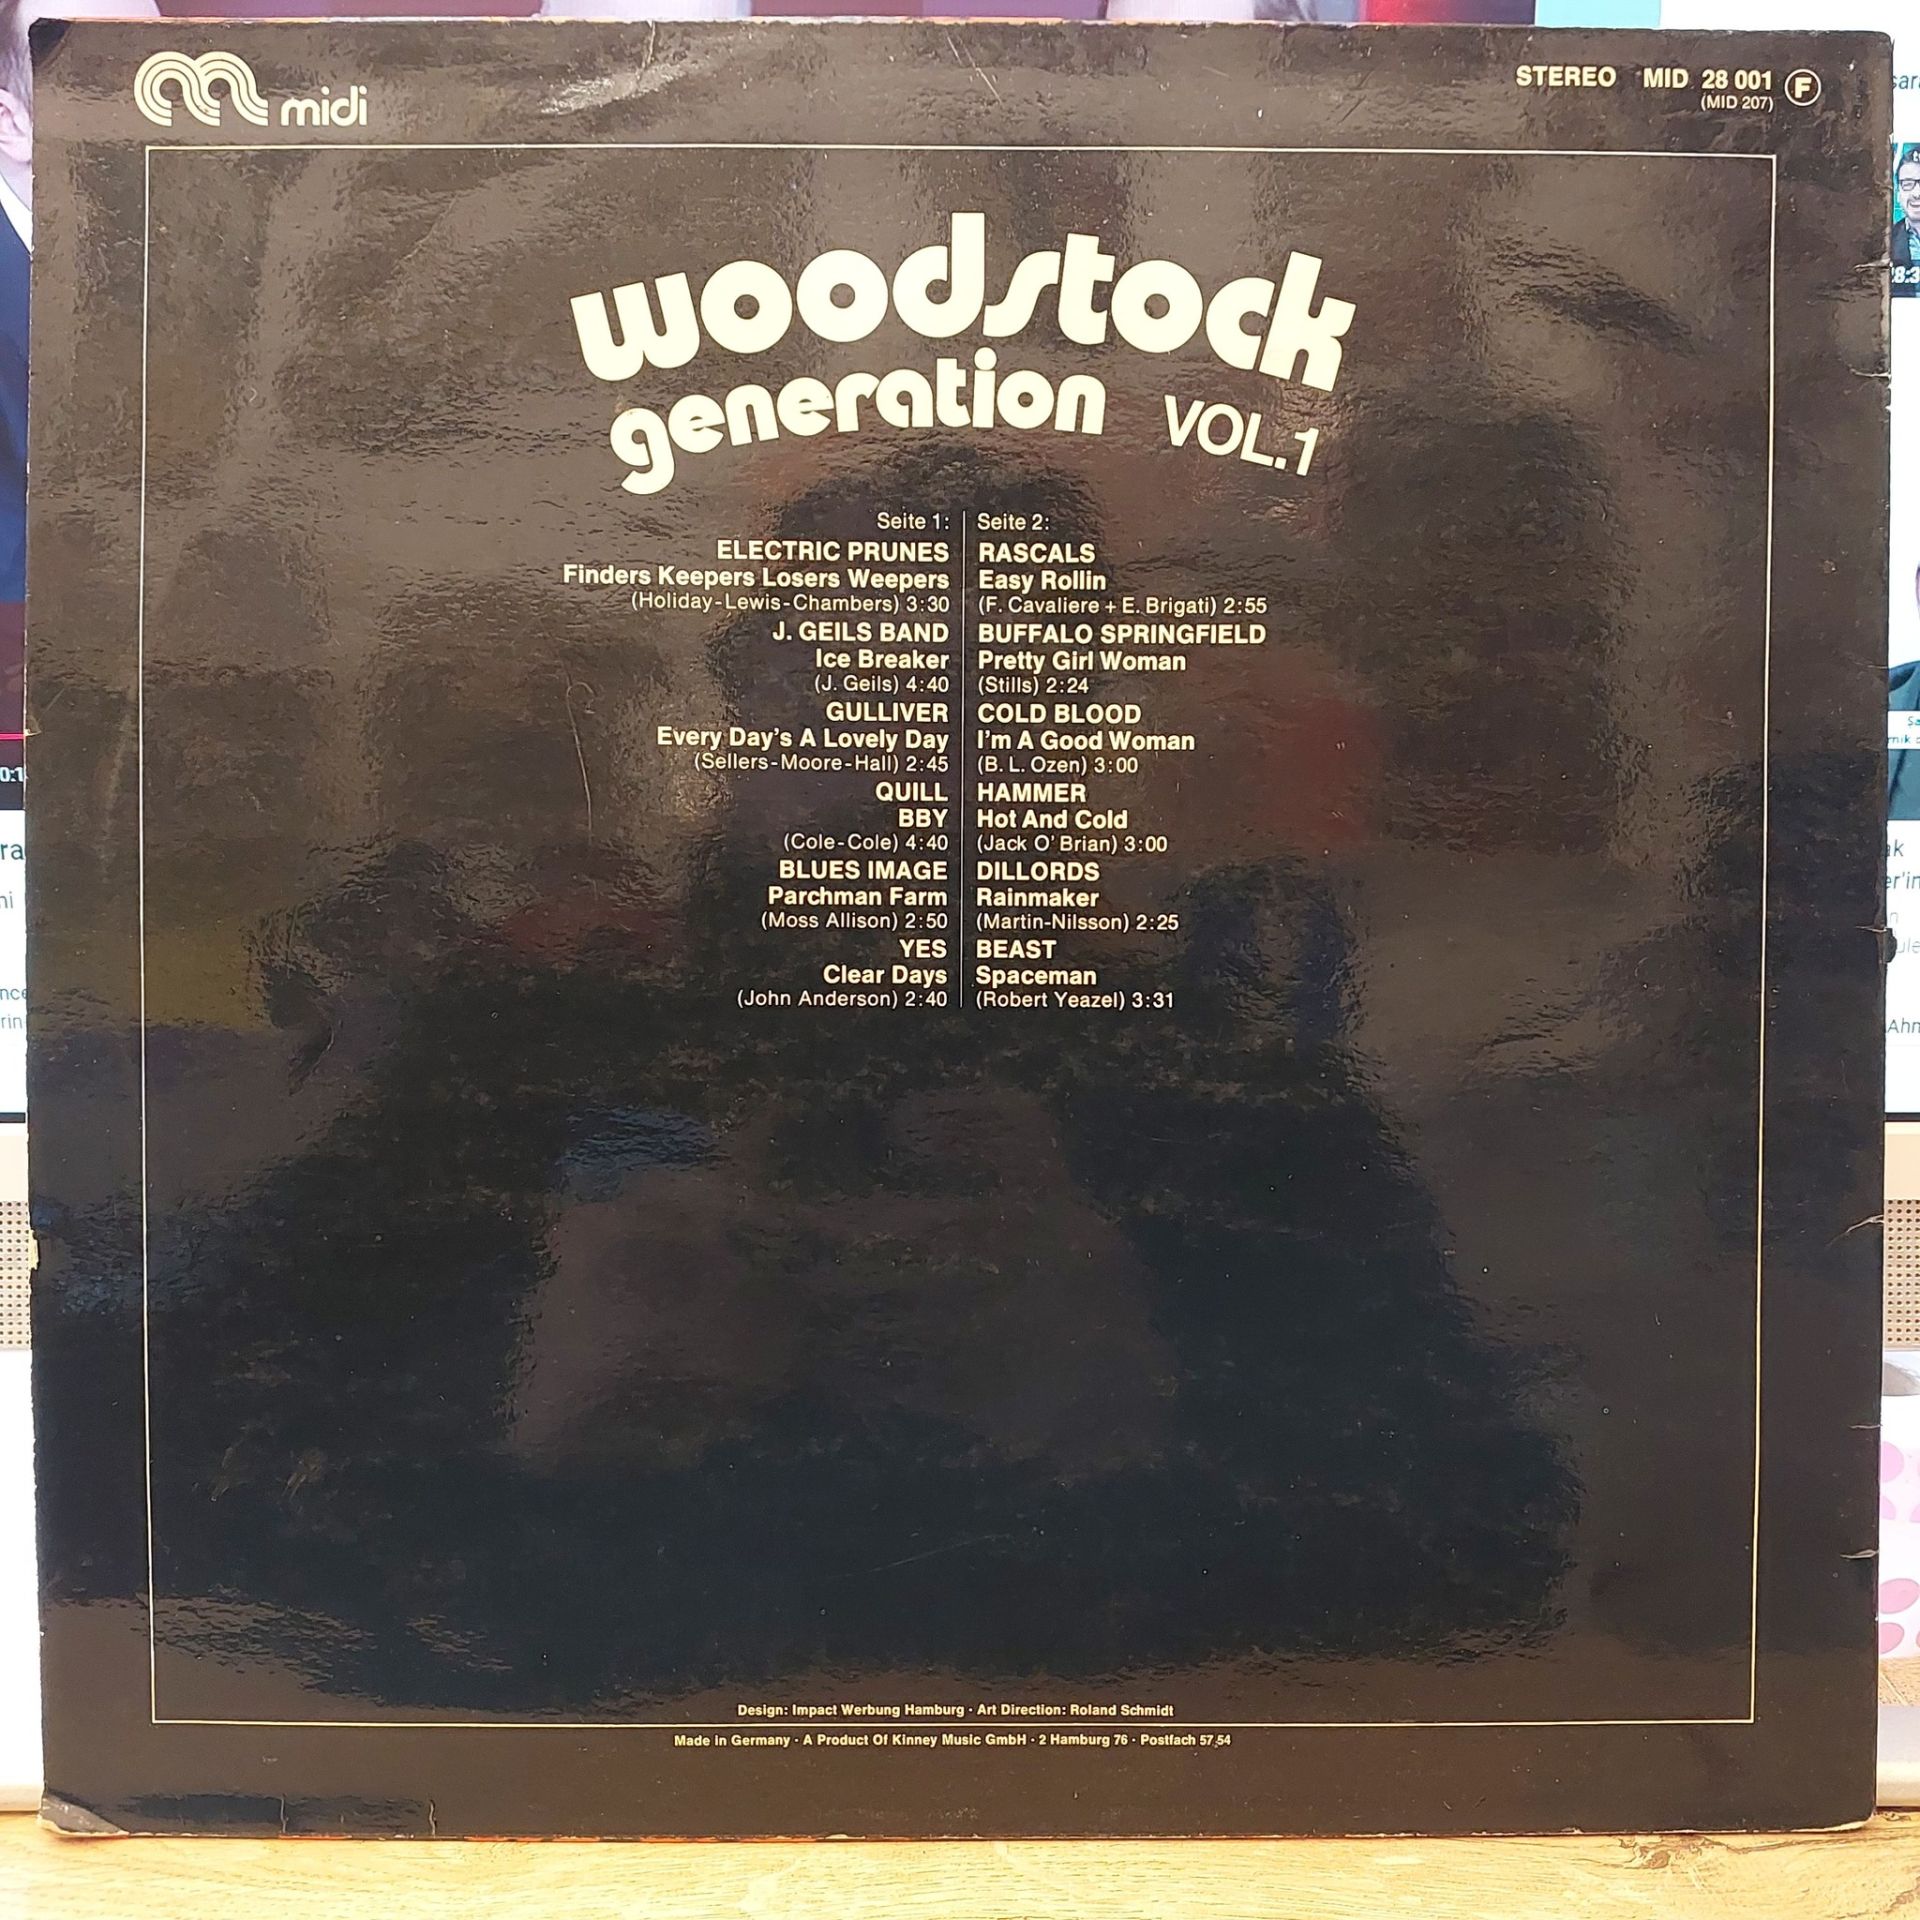 midi
STEREO MID 28 001 F
(MID 207)
woodstock
generation VOL.1
Seite 1:
ELECTRIC PRUNES
Finders Keepers Losers Weepers
(Holiday-Lewis-Chambers) 3:30
J. GEILS BAND
Ice Breaker
(J. Geils) 4:40
GULLIVER
Every Day's A Lovely Day
(Sellers-Moore-Hall) 2:45
QUILL
BBY
(Cole-Cole) 4:40
BLUES IMAGE
Parchman Farm
(Moss Allison) 2:50
YES
Clear Days
(John Anderson) 2:40
Seite 2:
RASCALS
Easy Rollin
(F. Cavaliere + E. Brigati) 2:55
BUFFALO SPRINGFIELD
Pretty Girl Woman
(Stills) 2:24
COLD BLOOD
I'm A Good Woman
(B. L. Ozen) 3:00
HAMMER
Hot And Cold
(Jack O'Brian) 3:00
DILLORDS
Rainmaker
(Martin-Nilsson) 2:25
BEAST
Spaceman
(Robert Yeazel) 3:31
Design: Impact Werbung Hamburg · Art Direction: Roland Schmidt
Made in Germany · A Product Of Kinney Music GmbH · 2 Hamburg 76 · Postfach 57 54